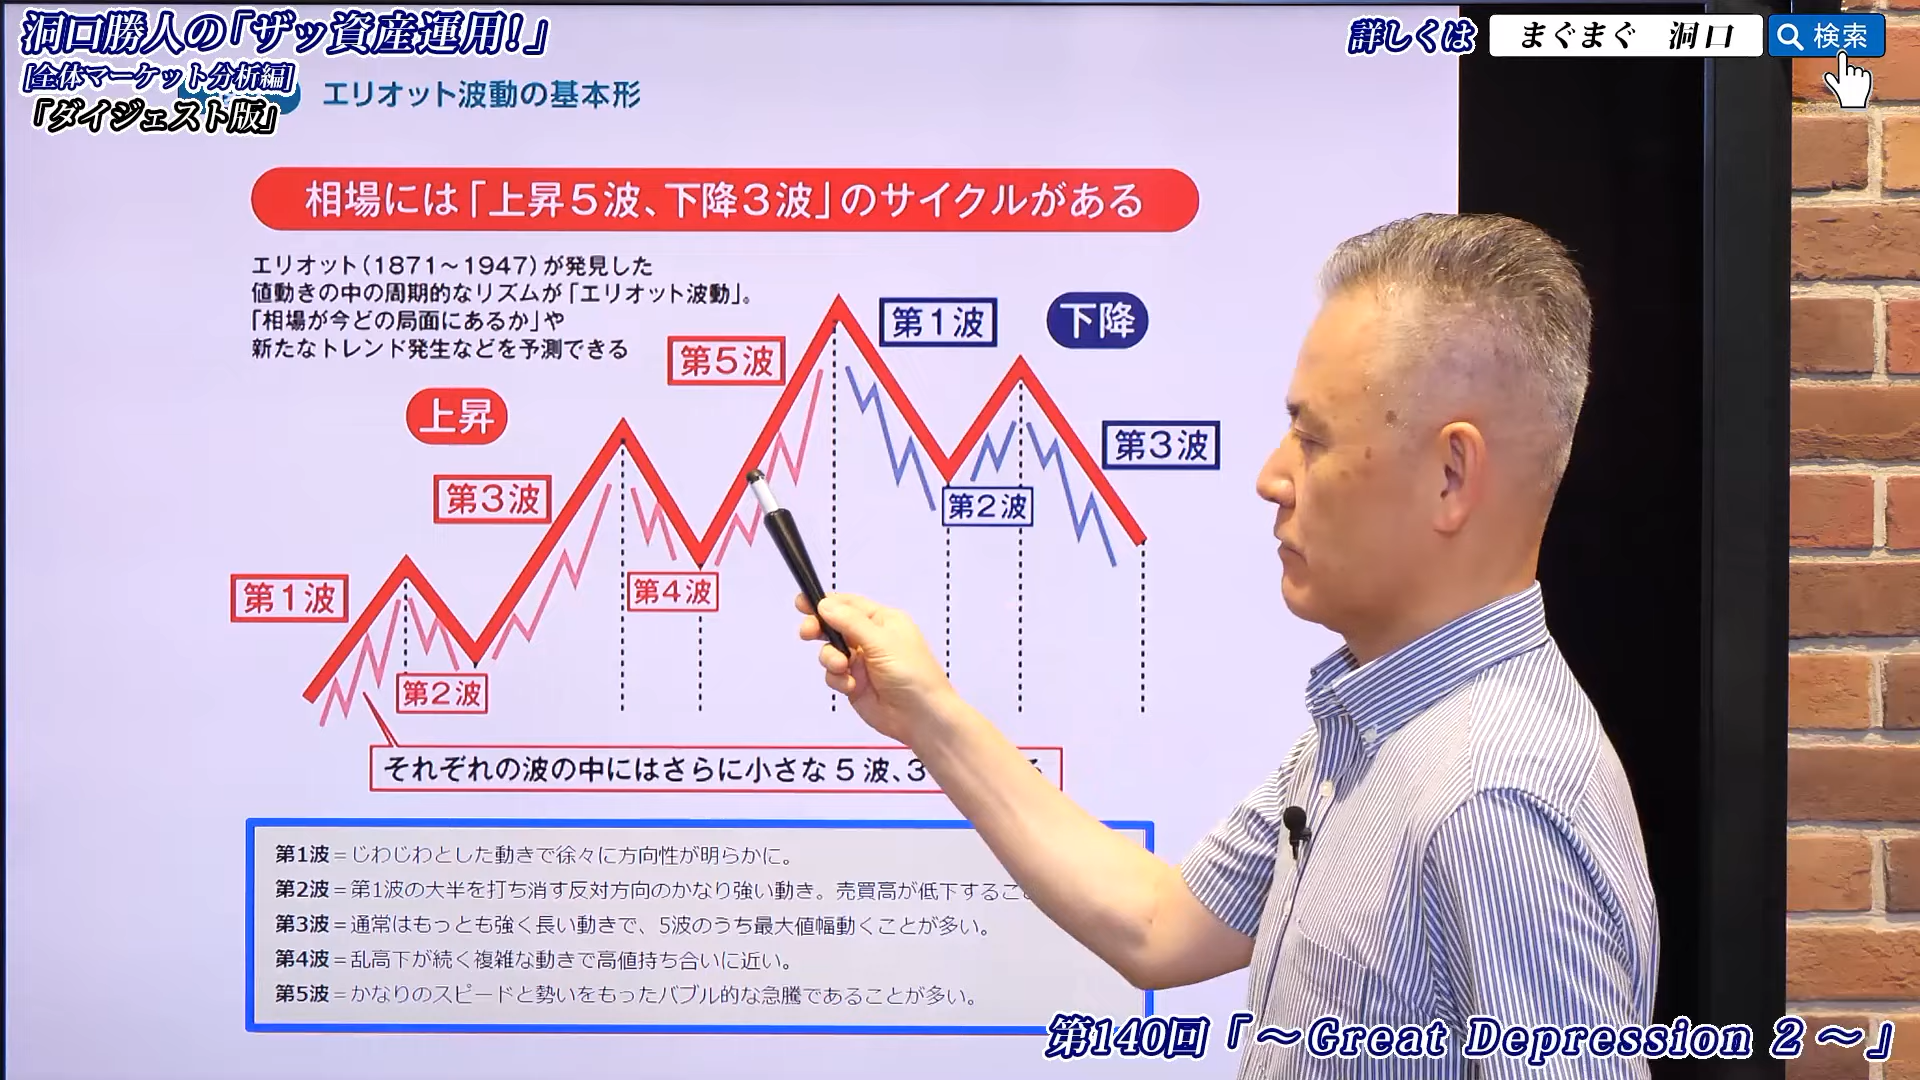 洞口勝人の「ザッ資産運用!」
[全体マーケット分析編]
「ダイジェスト版」
詳しくは
まぐまぐ 洞口
検索
エリオット波動の基本形
相場には「上昇5波、下降3波」のサイクルがある
エリオット(1871～1947)が発見した
値動きの中の周期的なリズムが「エリオット波動」。
「相場が今どの局面にあるか」や
新たなトレンド発生などを予測できる
上昇
下降
第1波
第2波
第3波
第4波
第5波
第1波
第2波
第3波
それぞれの波の中にはさらに小さな5波、3
第1波=じわじわとした動きで徐々に方向性が明らかに。
第2波=第1波の大半を打ち消す反対方向のかなり強い動き。売買高が低下するこ
第3波=通常はもっとも強く長い動きで、5波のうち最大値幅動くことが多い。
第4波=乱高下が続く複雑な動きで高値持ち合いに近い。
第5波=かなりのスピードと勢いをもったバブル的な急騰であることが多い。
第140回「～Great Depression 2～」